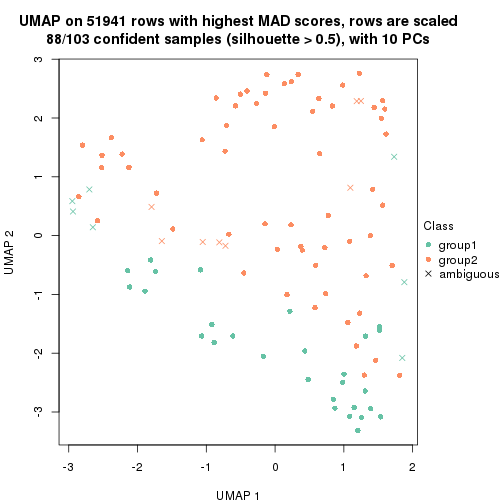 UMAP on 51941 rows with highest MAD scores, rows are scaled
88/103 confident samples (silhouette > 0.5), with 10 PCs
3
2
1
0
-1
-2
-3
UMAP 2
-3
-2
-1
0
1
2
UMAP 1
Class
group1
group2
ambiguous